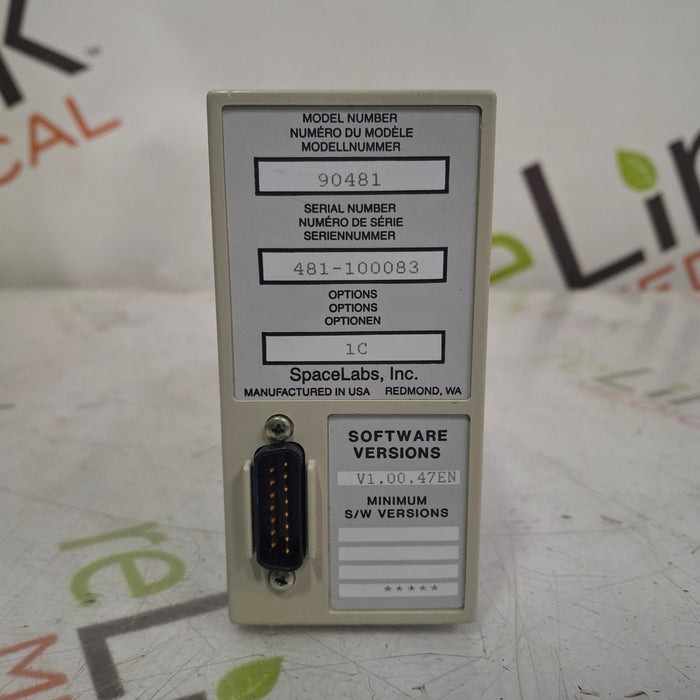 MODEL NUMBER
NUMÉRO DU MODÈLE
MODELLNUMMER
90481
SERIAL NUMBER
NUMÉRO DE SÉRIE
SERIENNUMMER
481-100083
OPTIONS
OPTIONS
OPTIONEN
1C
SpaceLabs, Inc.
MANUFACTURED IN USA REDMOND, WA
SOFTWARE
VERSIONS
V1.00.47EN
MINIMUM
S/W VERSIONS
*****